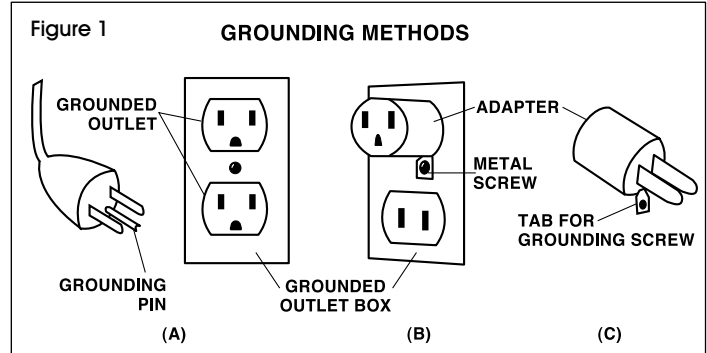 Figure 1
GROUNDING METHODS
GROUNDED
OUTLET
ADAPTER
METAL
SCREW
TAB FOR
GROUNDING SCREW
GROUNDING
PIN
GROUNDED
OUTLET BOX
(A)
(B)
(C)